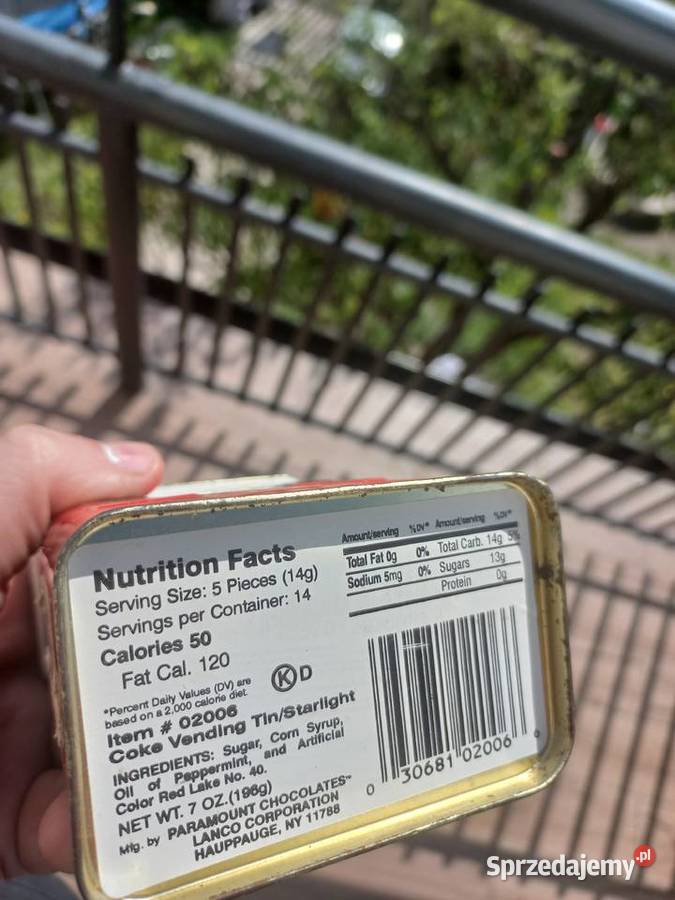 Nutrition Facts
Serving Size: 5 Pieces (14g)
Servings per Container: 14
Calories 50
Fat Cal. 120
*Percent Daily Values (DV) are
based on a 2,000 calorie diet.
K D
Item # 02006
Coke Vending Tin/Starlight
INGREDIENTS: Sugar, Corn Syrup,
Oil of Peppermint, and Artificial
Color Red Lake No. 40.
NET WT. 7 OZ.(196g)
Mfg. by PARAMOUNT CHOCOLATES™
LANCO CORPORATION
HAUPPAUGE, NY 11788
Amount/serving %DV* Amount/serving %DV*
Total Fat 0g 0% Total Carb. 14g 5%
Sodium 5mg 0% Sugars 13g
Protein 0g
0 30681 02006 0
Sprzedajemy.pl